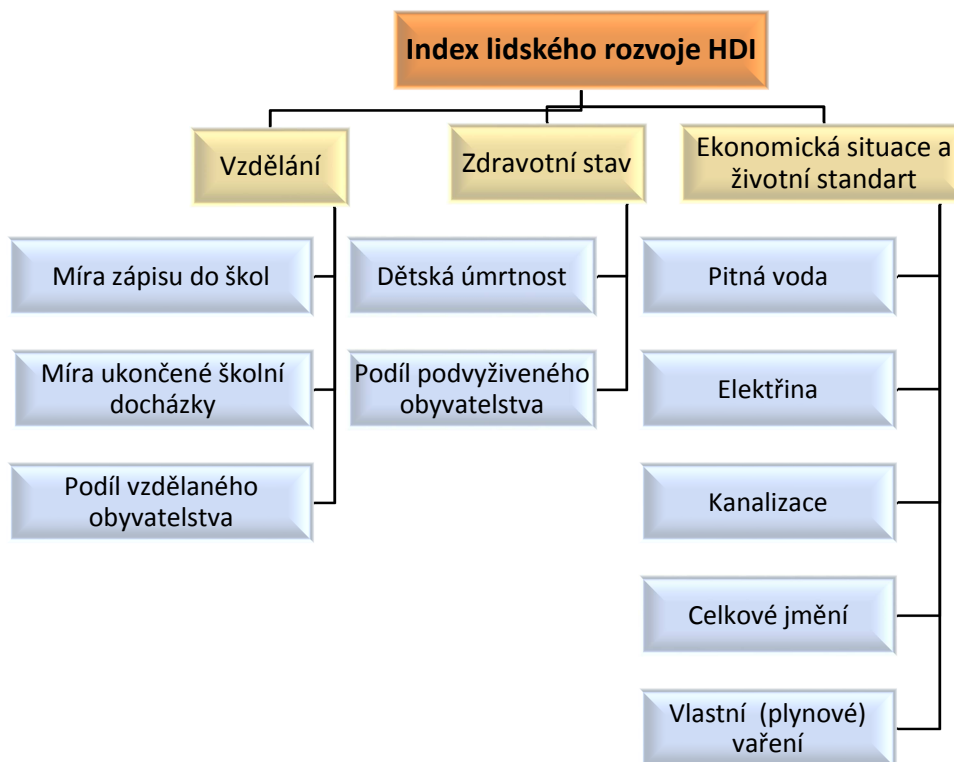 Index lidského rozvoje HDI
Vzdělání
Zdravotní stav
Ekonomická situace a
životní standart
Míra zápisu do škol
Míra ukončené školní
docházky
Podíl vzdělaného
obyvatelstva
Dětská úmrtnost
Podíl podvyživeného
obyvatelstva
Pitná voda
Elektřina
Kanalizace
Celkové jmění
Vlastní (plynové)
vaření